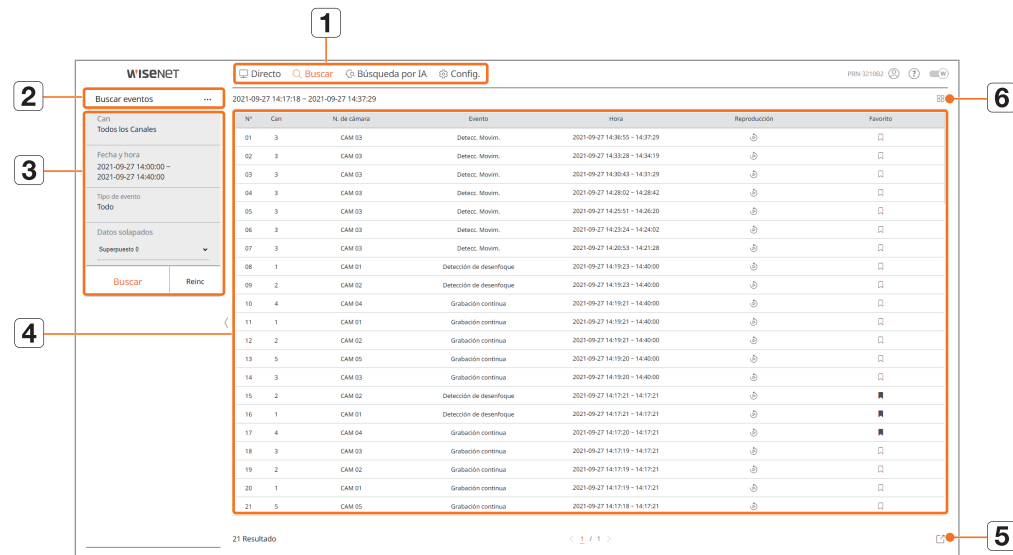 1
WISENET
Directo Buscar Búsqueda por IA Config.
PRN-3210B2 ? W
2
Buscar eventos ...
2021-09-27 14:17:18 ~ 2021-09-27 14:37:29
6
3
Can
Todos los Canales
Fecha y hora
2021-09-27 14:00:00 ~
2021-09-27 14:40:00
Tipo de evento
Todo
Datos solapados
Superpuesto 0
Buscar Reinc
4
Nº Can N. de cámara Evento Hora Reproducción Favorito
01 3 CAM 03 Detecc. Movim. 2021-09-27 14:36:55 ~ 14:37:29
02 3 CAM 03 Detecc. Movim. 2021-09-27 14:33:28 ~ 14:34:19
03 3 CAM 03 Detecc. Movim. 2021-09-27 14:30:43 ~ 14:31:29
04 3 CAM 03 Detecc. Movim. 2021-09-27 14:28:02 ~ 14:28:42
05 3 CAM 03 Detecc. Movim. 2021-09-27 14:25:51 ~ 14:26:20
06 3 CAM 03 Detecc. Movim. 2021-09-27 14:23:24 ~ 14:24:02
07 3 CAM 03 Detecc. Movim. 2021-09-27 14:20:53 ~ 14:21:28
08 1 CAM 01 Detección de desenfoque 2021-09-27 14:19:23 ~ 14:40:00
09 2 CAM 02 Detección de desenfoque 2021-09-27 14:19:23 ~ 14:40:00
10 4 CAM 04 Grabación continua 2021-09-27 14:19:21 ~ 14:40:00
11 1 CAM 01 Grabación continua 2021-09-27 14:19:21 ~ 14:40:00
12 2 CAM 02 Grabación continua 2021-09-27 14:19:21 ~ 14:40:00
13 5 CAM 05 Grabación continua 2021-09-27 14:19:20 ~ 14:40:00
14 3 CAM 03 Grabación continua 2021-09-27 14:19:20 ~ 14:40:00
15 2 CAM 02 Detección de desenfoque 2021-09-27 14:17:21 ~ 14:17:21
16 1 CAM 01 Detección de desenfoque 2021-09-27 14:17:21 ~ 14:17:21
17 4 CAM 04 Grabación continua 2021-09-27 14:17:20 ~ 14:17:21
18 3 CAM 03 Grabación continua 2021-09-27 14:17:19 ~ 14:17:21
19 2 CAM 02 Grabación continua 2021-09-27 14:17:19 ~ 14:17:21
20 1 CAM 01 Grabación continua 2021-09-27 14:17:19 ~ 14:17:21
21 5 CAM 05 Grabación continua 2021-09-27 14:17:18 ~ 14:17:21
21 Resultado < 1 / 1 >
5